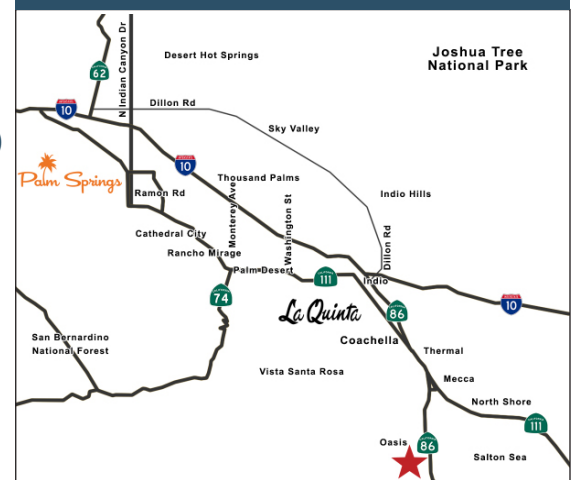 N Indian Canyon Dr
Desert Hot Springs
Joshua Tree
National Park
62
10
Dillon Rd
Sky Valley
10
Palm Springs
Ramon Rd
Thousand Palms
Monterey Ave
Indio Hills
Cathedral City
Rancho Mirage
Washington St
Dillon Rd
Palm Desert
111
Indio
74
La Quinta
86
10
San Bernardino
National Forest
Coachella
Thermal
Vista Santa Rosa
Mecca
North Shore
111
Oasis
86
Salton Sea